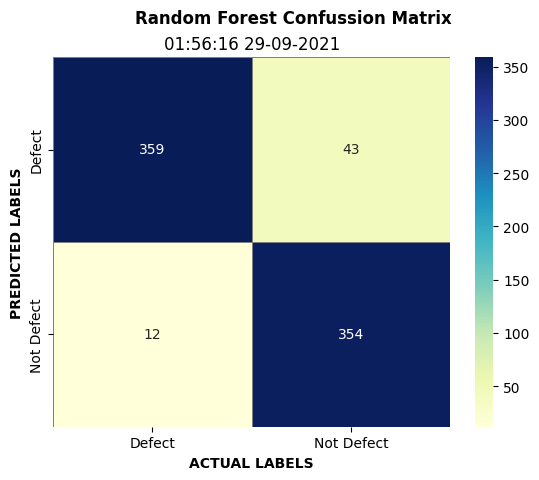 Random Forest Confussion Matrix
01:56:16 29-09-2021
PREDICTED LABELS
Defect
Not Defect
359
43
12
354
Defect
Not Defect
ACTUAL LABELS
350
300
250
200
150
100
50